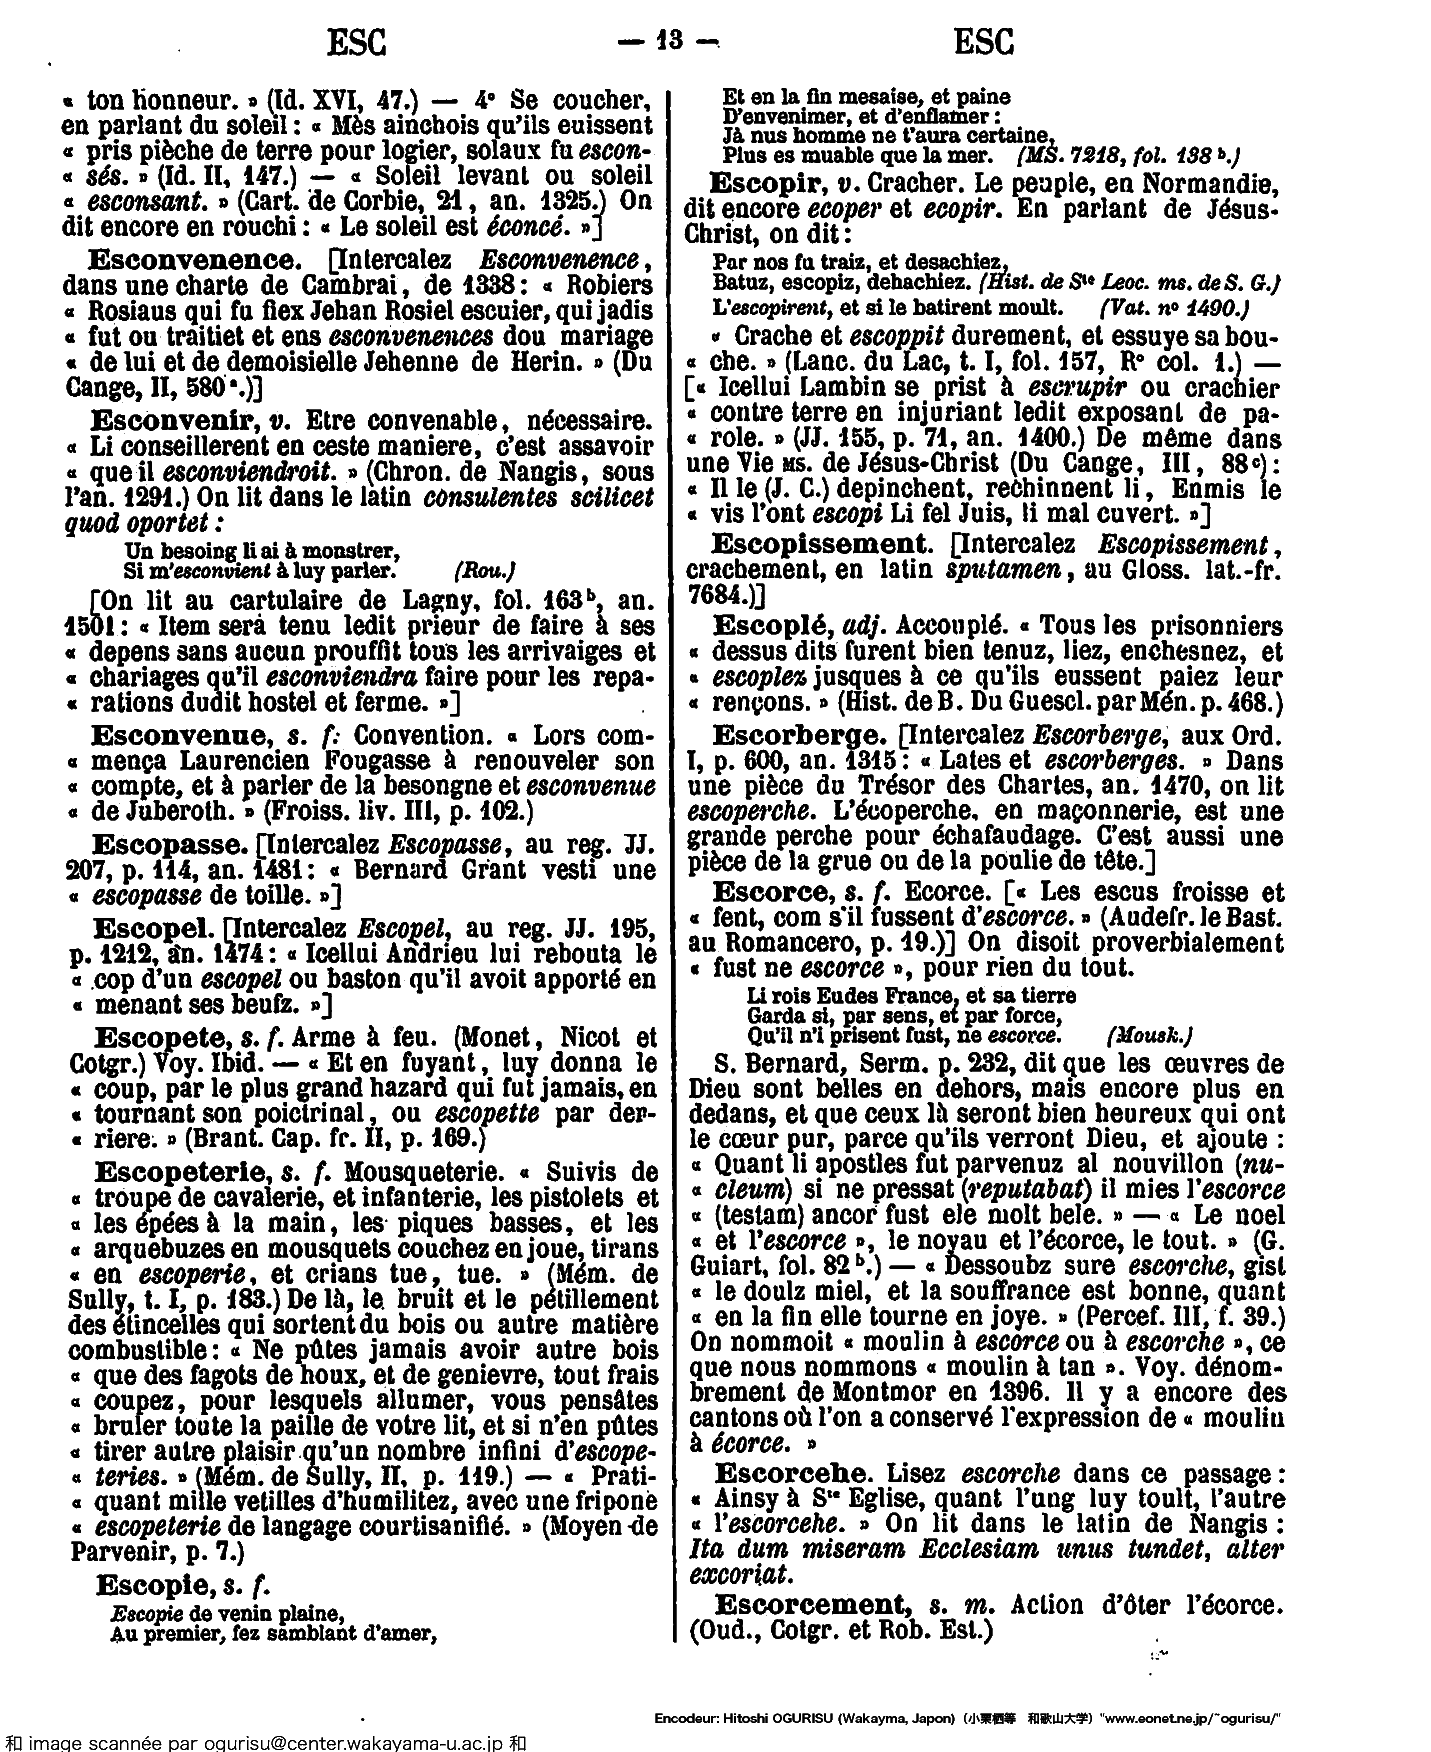 ESC — 13 — ESC
« ton honneur. » (Id. XVI, 47.) — 4° Se coucher,
en parlant du soleil : « Mès ainchois qu'ils euissent
« pris pièche de terre pour logier, solaux fu escon-
« sés. » (Id. II, 147.) — « Soleil levant ou soleil
« esconsant. » (Cart. de Corbie, 21, an. 1325.) On
dit encore en rouchi : « Le soleil est éconcé. »]
Esconvenence. [Intercalez Esconvenence,
dans une charte de Cambrai, de 1338 : « Robiers
« Rosiaus qui fu fiex Jehan Rosiel escuier, qui jadis
« fut ou traitiet et ens esconvenences dou mariage
« de lui et de demoisielle Jehenne de Herin. » (Du
Cange, II, 580 a.)]
Esconvenir, v. Etre convenable, nécessaire.
« Li conseillerent en ceste maniere, c'est assavoir
« que il esconviendroit. » (Chron. de Nangis, sous
l'an. 1291.) On lit dans le latin consulentes scilicet
quod oportet :
Un besoing li ai à monstrer,
Si m'esconvient à luy parler. (Rou.)
[On lit au cartulaire de Lagny, fol. 163 b, an.
1501 : « Item sera tenu ledit prieur de faire à ses
« depens sans aucun prouffit tous les arrivaiges et
« chariages qu'il esconviendra faire pour les repa-
« rations dudit hostel et ferme. »]
Esconvenue, s. f. Convention. « Lors com-
« mença Laurencien Fougasse à renouveler son
« compte, et à parler de la besongne et esconvenue
« de Juberoth. » (Froiss. liv. III, p. 102.)
Escopasse. [Intercalez Escopasse, au reg. JJ.
207, p. 114, an. 1481 : « Bernard Grant vesti une
« escopasse de toille. »]
Escopel. [Intercalez Escopel, au reg. JJ. 195,
p. 1212, an. 1474 : « Icellui Andrieu lui rebouta le
« cop d'un escopel ou baston qu'il avoit apporté en
« menant ses beufz. »]
Escopete, s. f. Arme à feu. (Monet, Nicot et
Cotgr.) Voy. Ibid. — « Et en fuyant, luy donna le
« coup, par le plus grand hazard qui fut jamais, en
« tournant son poictrinal, ou escopette par der-
« riere. » (Brant. Cap. fr. II, p. 169.)
Escopeterie, s. f. Mousqueterie. « Suivis de
« troupe de cavalerie, et infanterie, les pistolets et
« les épées à la main, les piques basses, et les
« arquebuzes en mousquets couchez en joue, tirans
« en escoperie, et crians tue, tue. » (Mém. de
Sully, t. I, p. 183.) De là, le bruit et le pétillement
des étincelles qui sortent du bois ou autre matière
combustible : « Ne pûtes jamais avoir autre bois
« que des fagots de houx, et de genievre, tout frais
« coupez, pour lesquels allumer, vous pensâtes
« bruler toute la paille de votre lit, et si n'en pûtes
« tirer autre plaisir qu'un nombre infini d'escope-
« teries. » (Mém. de Sully, II, p. 119.) — « Prati-
« quant mille vetilles d'humilitez, avec une fripone
« escopeterie de langage courtisanifié. » (Moyen de
Parvenir, p. 7.)
Escopie, s. f.
Escopie de venin plaine,
Au premier, fez samblant d'amer,
Et en la fin mesaise, et paine
D'envenimer, et d'enflamer :
Jà nus homme ne t'aura certaine,
Plus es muable que la mer. (MS. 7218, fol. 138 b.)
Escopir, v. Cracher. Le peuple, en Normandie,
dit encore ecoper et ecopir. En parlant de Jésus-
Christ, on dit :
Par nos fu traiz, et desachiez,
Batuz, escopiz, dehachiez. (Hist. de Ste Leoc. ms. de S. G.)
L'escopirent, et si le batirent moult. (Vat. n° 1490.)
« Crache et escoppit durement, et essuye sa bou-
« che. » (Lanc. du Lac, t. I, fol. 157, R° col. 1.) —
[« Icellui Lambin se prist à escrupir ou crachier
« contre terre en injuriant ledit exposant de pa-
« role. » (JJ. 155, p. 71, an. 1400.) De même dans
une Vie MS. de Jésus-Christ (Du Cange, III, 88 c) :
« Il le (J. C.) depinchent, rechinnent li, Enmis le
« vis l'ont escopi Li fel Juis, li mal cuvert. »]
Escopissement. [Intercalez Escopissement,
crachement, en latin sputamen, au Gloss. lat.-fr.
7684.)]
Escoplé, adj. Accouplé. « Tous les prisonniers
« dessus dits furent bien tenuz, liez, enchesnez, et
« escoplez jusques à ce qu'ils eussent paiez leur
« rençons. » (Hist. de B. Du Guescl. par Mén. p. 468.)
Escorberge. [Intercalez Escorberge, aux Ord.
I, p. 600, an. 1315 : « Lates et escorberges. » Dans
une pièce du Trésor des Chartes, an. 1470, on lit
escoperche. L'écoperche, en maçonnerie, est une
grande perche pour échafaudage. C'est aussi une
pièce de la grue ou de la poulie de tête.]
Escorce, s. f. Ecorce. [« Les escus froisse et
« fent, com s'il fussent d'escorce. » (Audefr. le Bast.
au Romancero, p. 19.)] On disoit proverbialement
« fust ne escorce », pour rien du tout.
Li rois Eudes France, et sa tierre
Garda si, par sens, et par force,
Qu'il n'i prisent fust, ne escorce. (Mousk.)
S. Bernard, Serm. p. 232, dit que les œuvres de
Dieu sont belles en dehors, mais encore plus en
dedans, et que ceux là seront bien heureux qui ont
le cœur pur, parce qu'ils verront Dieu, et ajoute :
« Quant li apostles fut parvenuz al nouvillon (nu-
« cleum) si ne pressat (reputabat) il mies l'escorce
« (testam) ancor fust ele molt bele. » — « Le noel
« et l'escorce », le noyau et l'écorce, le tout. » (G.
Guiart, fol. 82 b.) — « Dessoubz sure escorche, gist
« le doulz miel, et la souffrance est bonne, quant
« en la fin elle tourne en joye. » (Percef. III, f. 39.)
On nommoit « moulin à escorce ou à escorche », ce
que nous nommons « moulin à tan ». Voy. dénom-
brement de Montmor en 1396. Il y a encore des
cantons où l'on a conservé l'expression de « moulin
à écorce. »
Escorcehe. Lisez escorche dans ce passage :
« Ainsy à Ste Eglise, quant l'ung luy toult, l'autre
« l'escorcehe. » On lit dans le latin de Nangis :
Ita dum miseram Ecclesiam unus tundet, alter
excoriat.
Escorcement, s. m. Action d'ôter l'écorce.
(Oud., Cotgr. et Rob. Est.)
Encodeur: Hitoshi OGURISU (Wakayma, Japon) (小栗栖等 和歌山大学) "www.eonet.ne.jp/~ogurisu/"
和 image scannée par ogurisu@center.wakayama-u.ac.jp 和